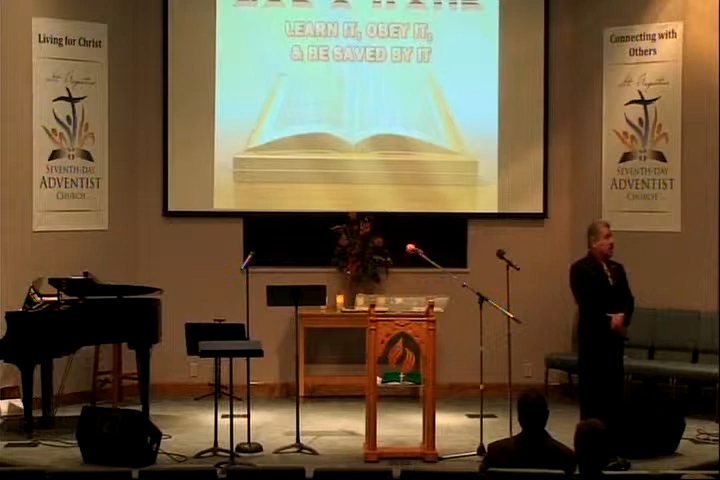 Living for Christ
St. Augustine
SEVENTH-DAY
ADVENTIST
CHURCH
LEARN IT, OBEY IT,
& BE SAVED BY IT
Connecting with
Others
St. Augustine
SEVENTH-DAY
ADVENTIST
CHURCH